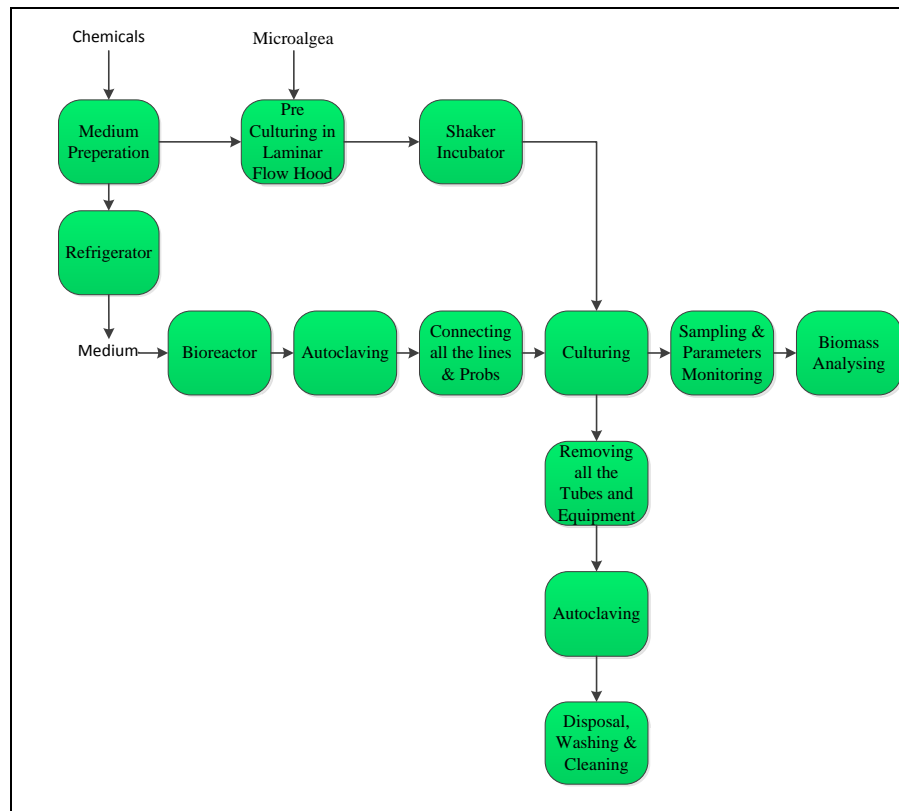 Chemicals
Microalgea
Medium
Preperation
Pre
Culturing in
Laminar
Flow Hood
Shaker
Incubator
Refrigerator
Medium
Bioreactor
Autoclaving
Connecting
all the lines
& Probs
Culturing
Sampling &
Parameters
Monitoring
Biomass
Analysing
Removing
all the
Tubes and
Equipment
Autoclaving
Disposal,
Washing &
Cleaning